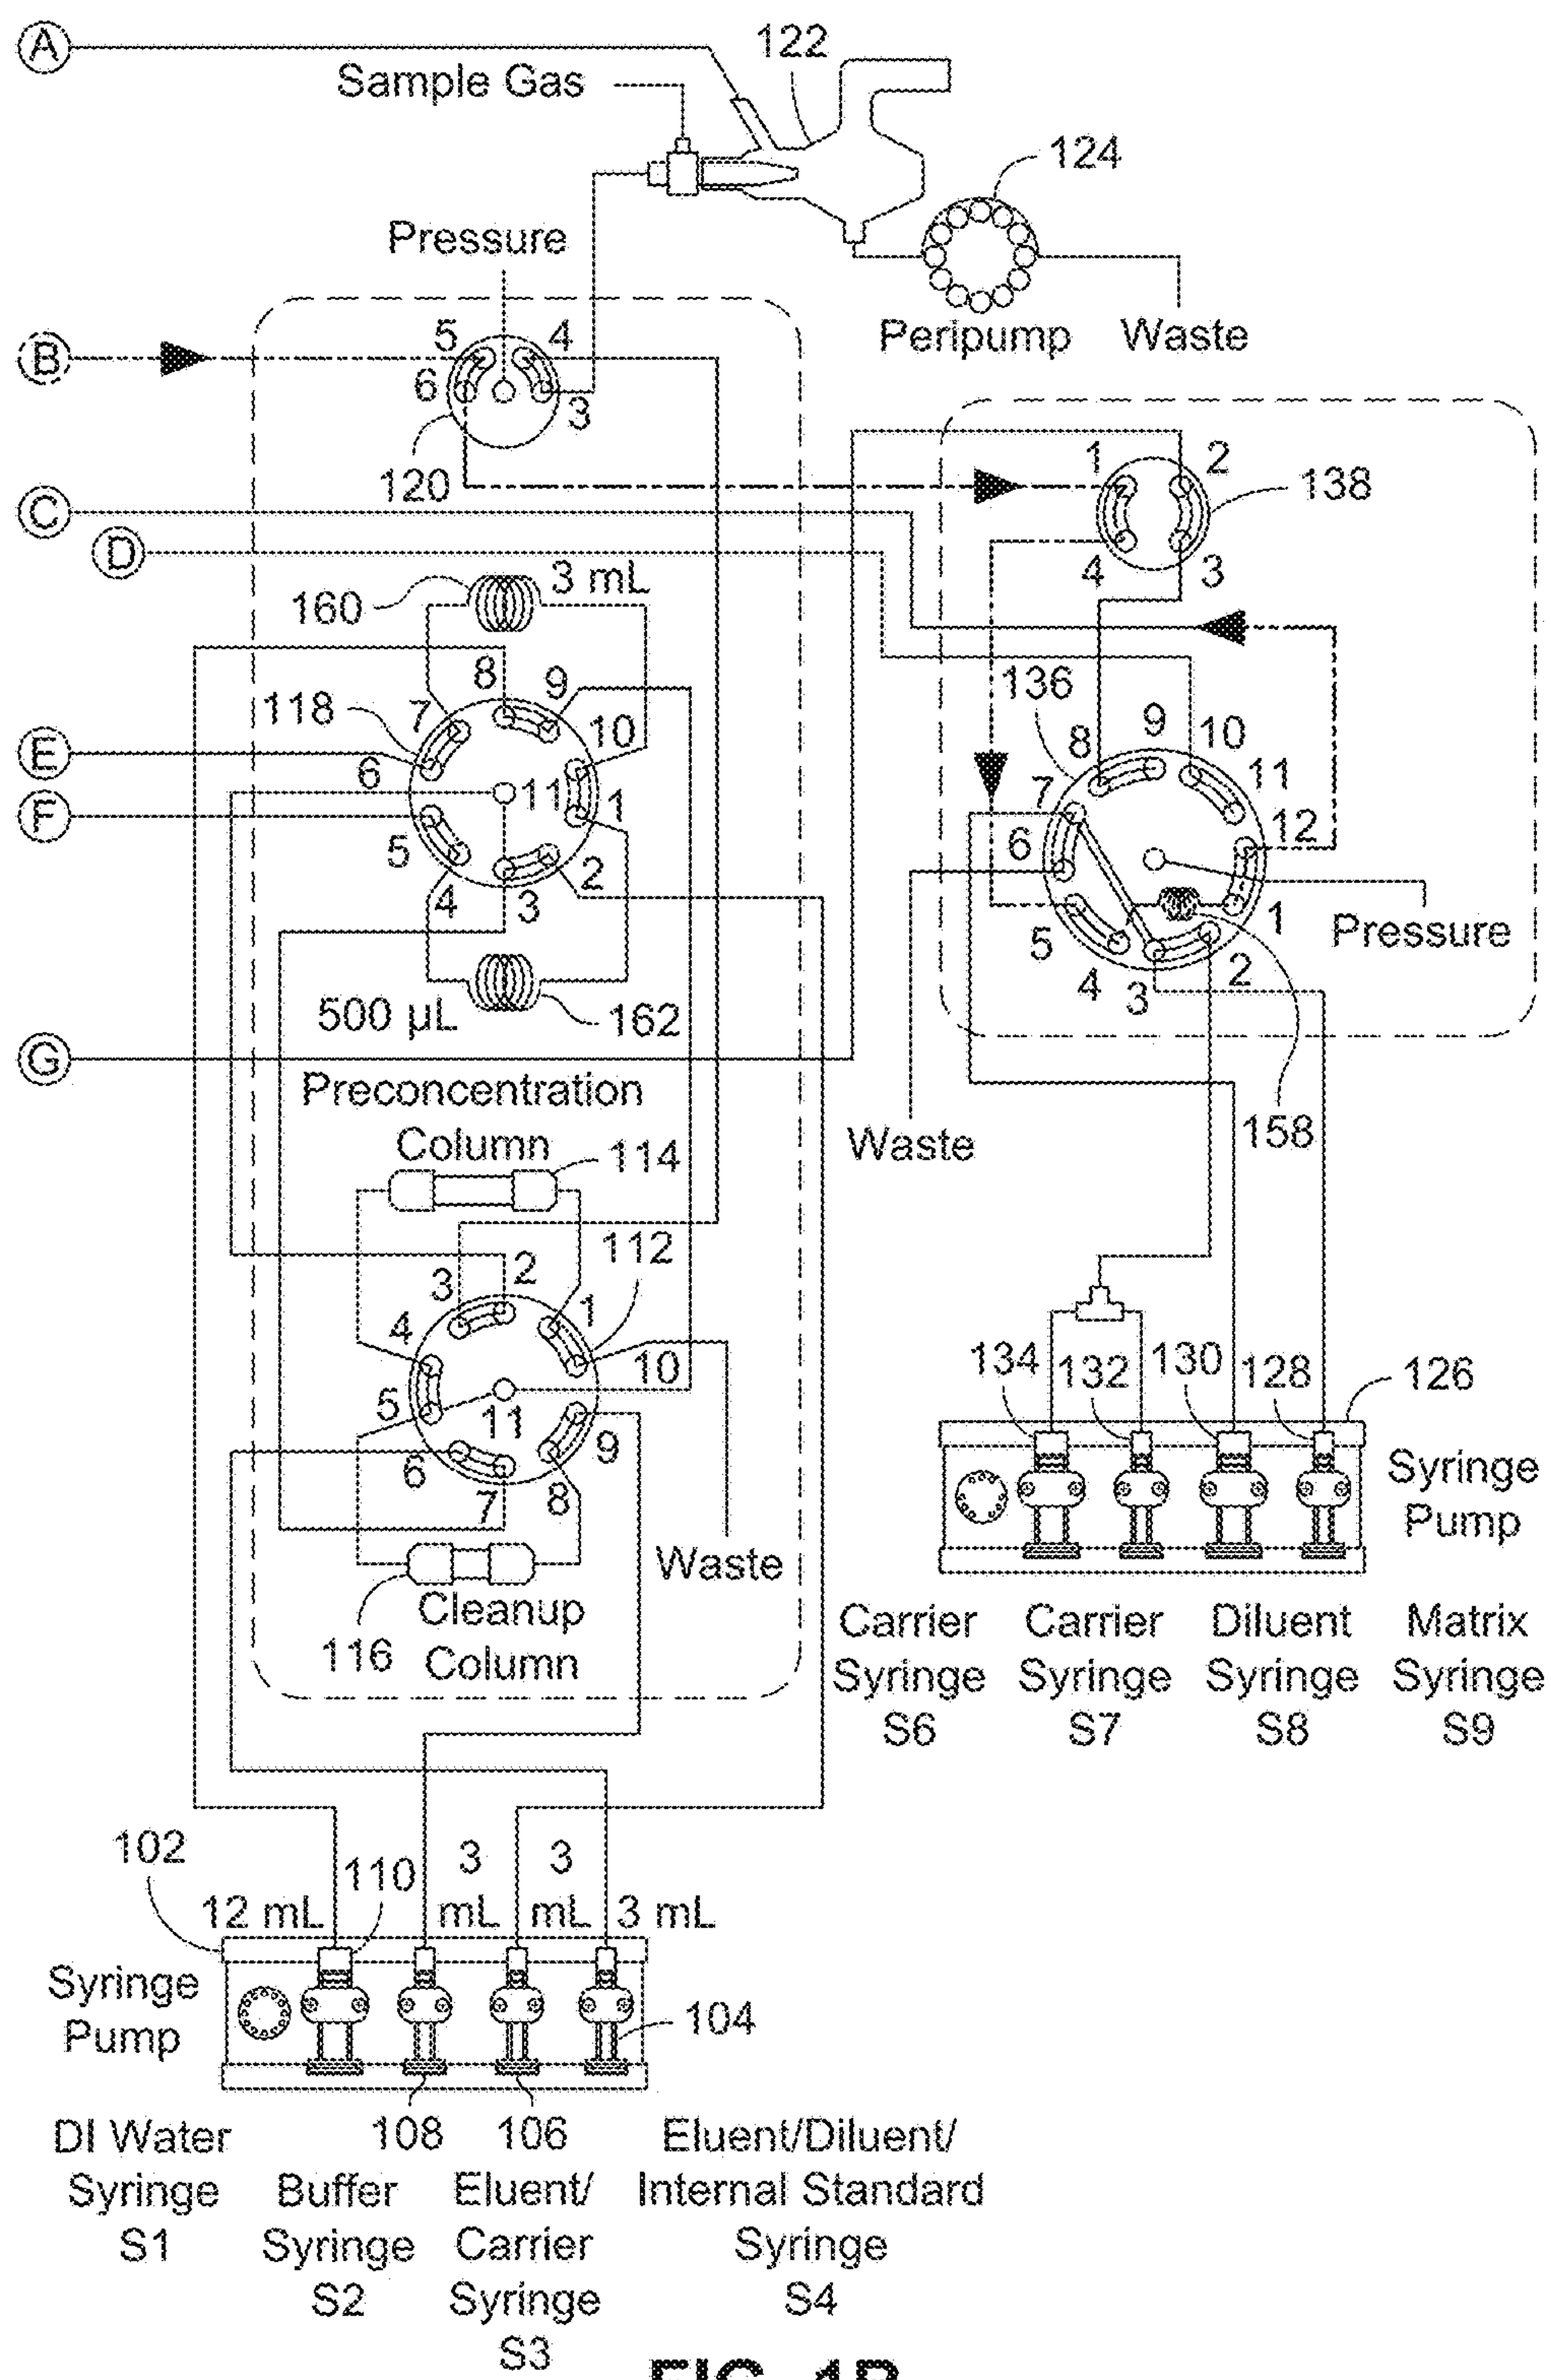 A
122
Sample Gas
124
Pressure
Peripump
Waste
B
5
4
6
3
120
1
2
138
C
D
4
3
160
3 mL
136
8
9
118
7
10
9
10
8
11
E
6
7
12
11
1
6
F
5
2
1
Pressure
4
3
5
2
4
3
500 µL
162
G
Preconcentration
Column
114
Waste
158
112
3
2
1
4
10
134
132
130
128
126
5
11
9
6
8
7
Syringe
Pump
Waste
Cleanup
Column
116
Carrier
Syringe
S6
Carrier
Syringe
S7
Diluent
Syringe
S8
Matrix
Syringe
S9
102
110
3
mL
3
mL
12 mL
3 mL
Syringe
Pump
104
108
106
DI Water
Syringe
S1
Buffer
Syringe
S2
Eluent/
Carrier
Syringe
S3
Eluent/Diluent/
Internal Standard
Syringe
S4
FIG. 1B